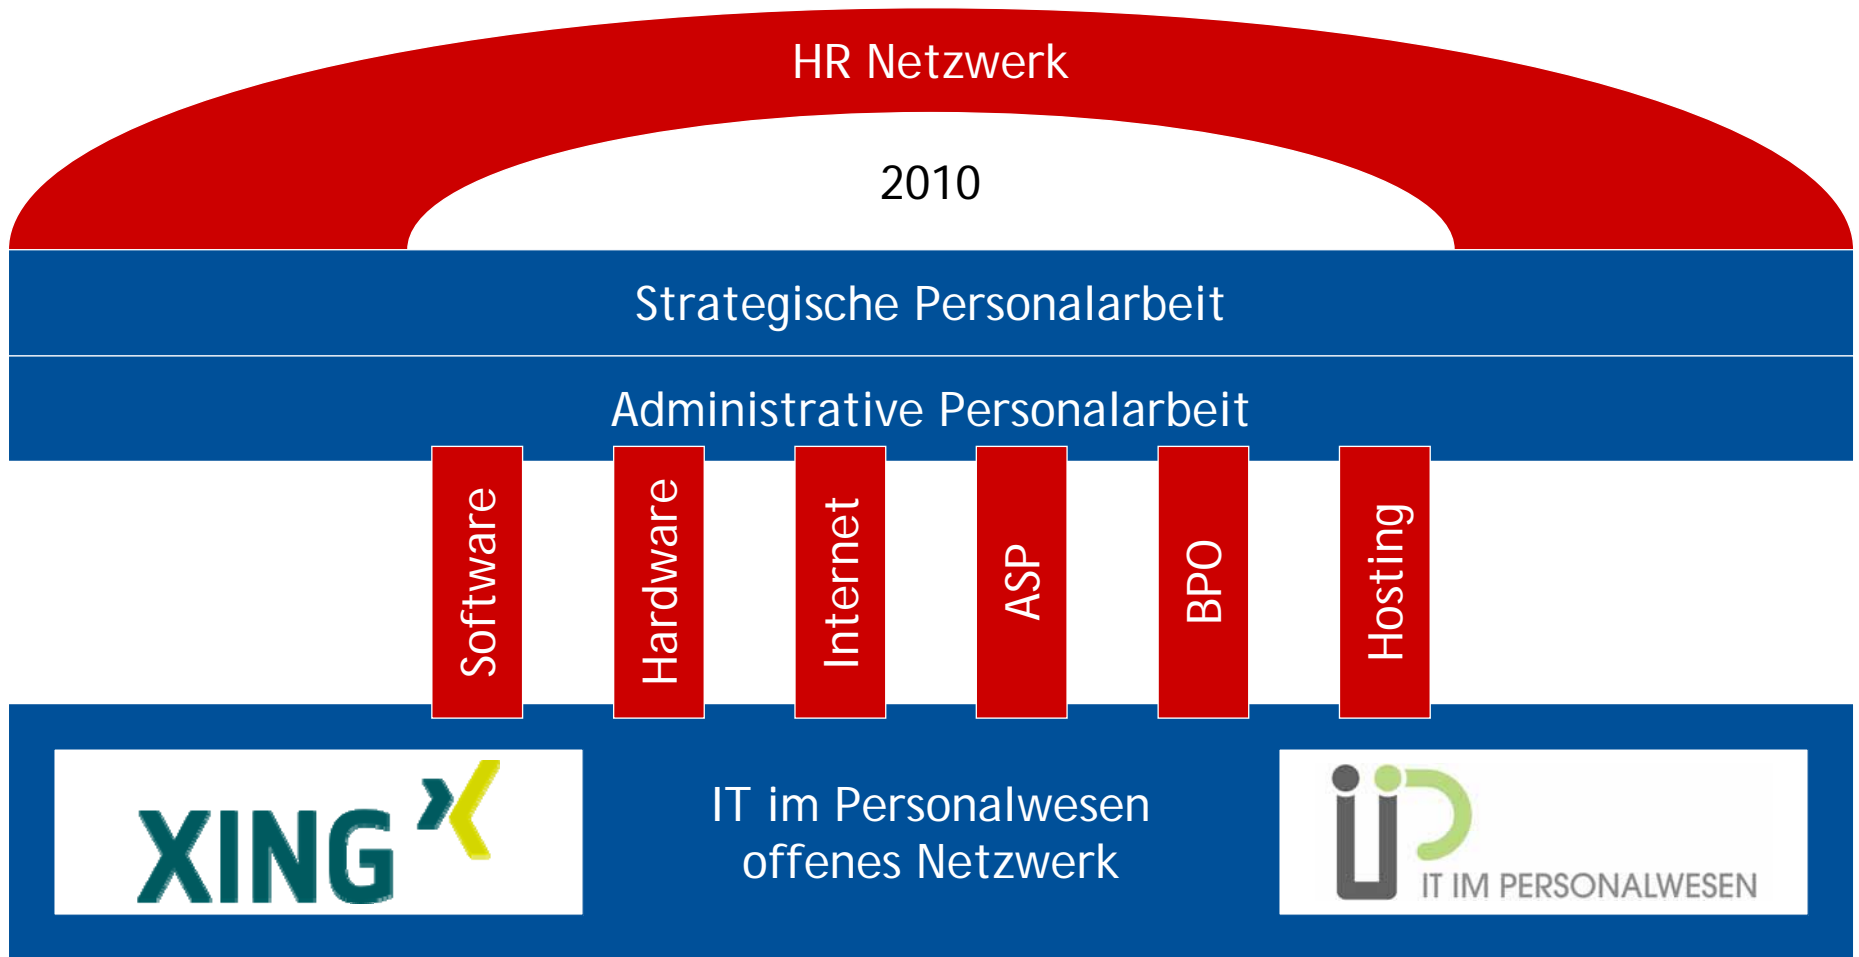 HR Netzwerk
2010
Strategische Personalarbeit
Administrative Personalarbeit
Software
Hardware
Internet
ASP
BPO
Hosting
XING
IT im Personalwesen
offenes Netzwerk
IT IM PERSONALWESEN